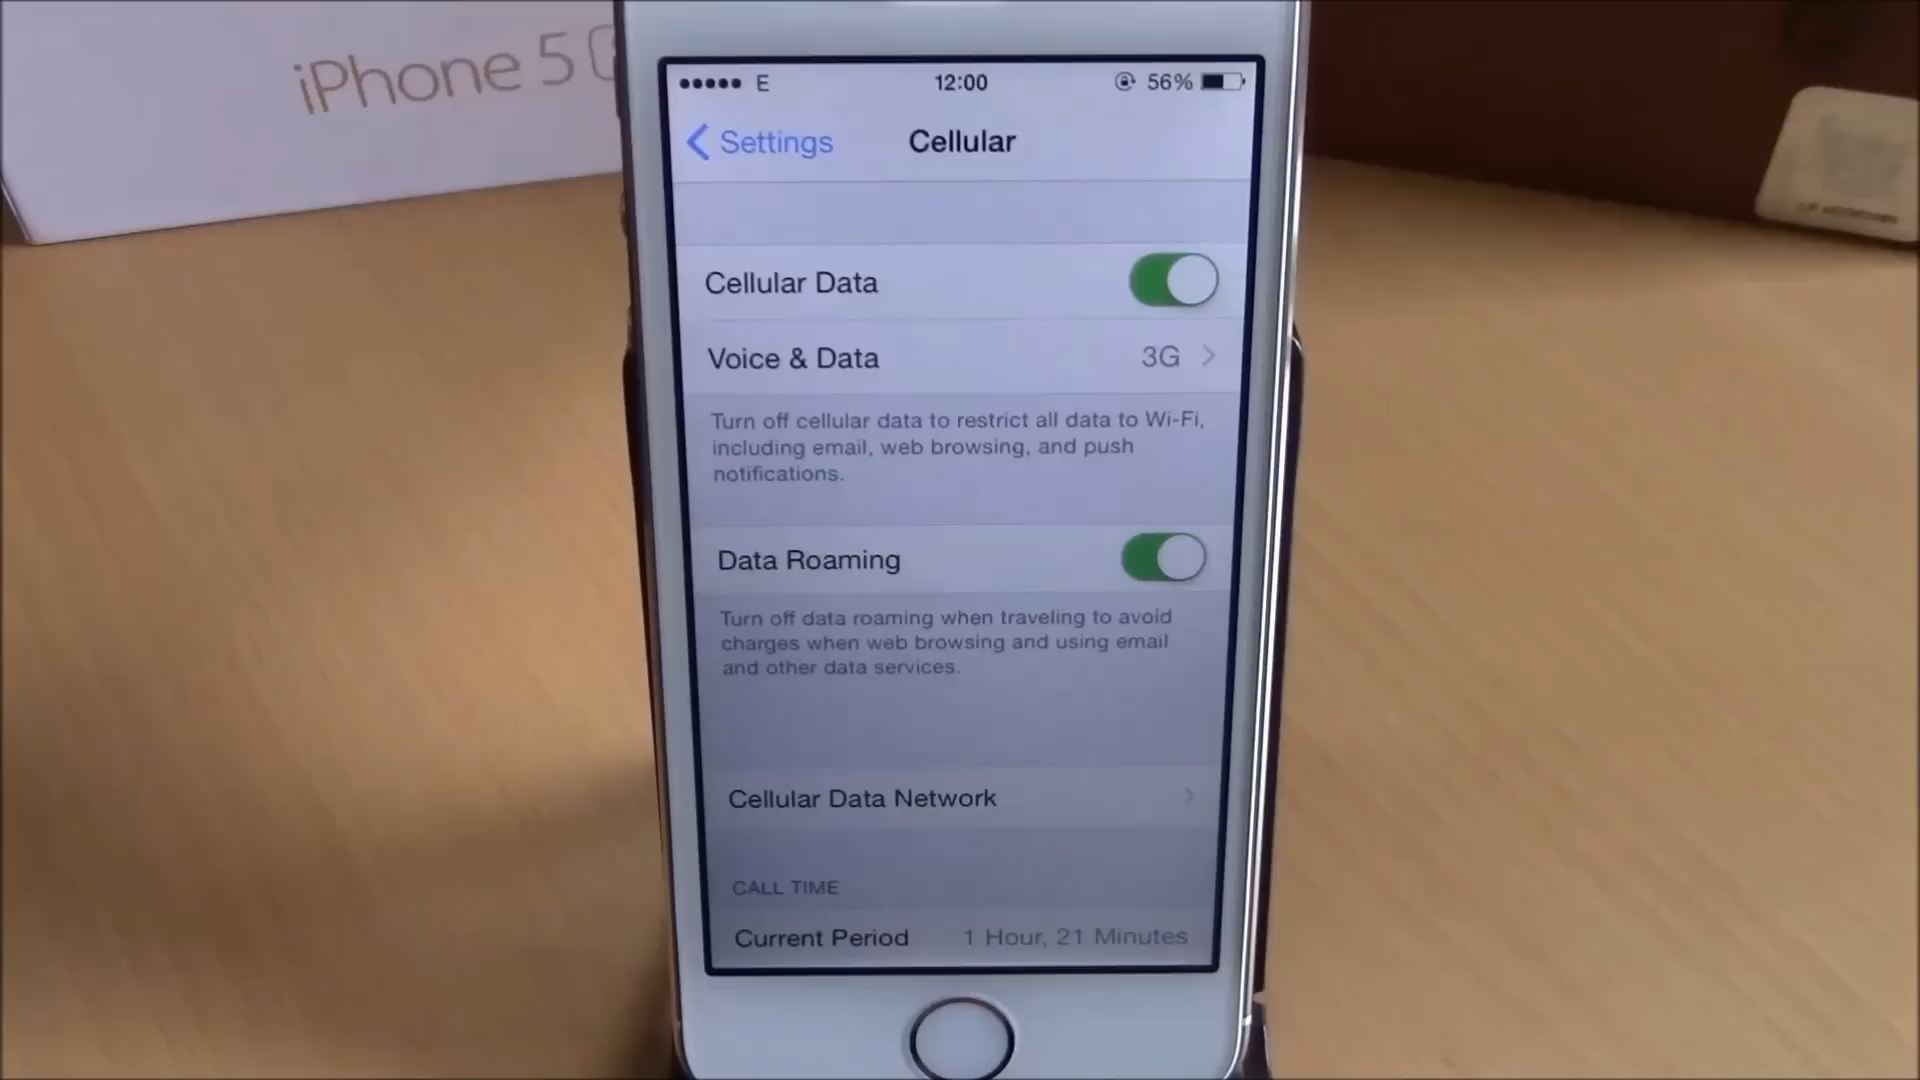 iPhone 5
E 12:00 56%
Settings Cellular
Cellular Data
Voice & Data 3G
Turn off cellular data to restrict all data to Wi-Fi,
including email, web browsing, and push
notifications.
Data Roaming
Turn off data roaming when traveling to avoid
charges when web browsing and using email
and other data services.
Cellular Data Network
CALL TIME
Current Period 1 Hour, 21 Minutes